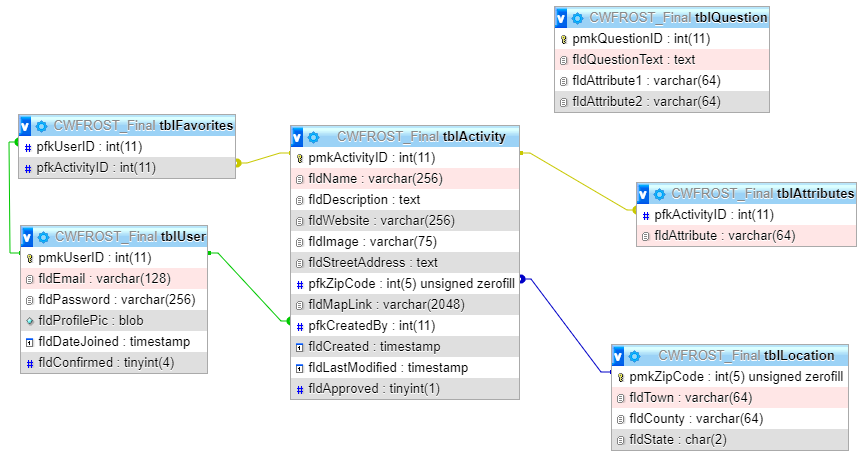 CWFROST_Final tblQuestion
pmkQuestionID : int(11)
fldQuestionText : text
fldAttribute1 : varchar(64)
fldAttribute2 : varchar(64)
CWFROST_Final tblFavorites
pfkUserID : int(11)
pfkActivityID : int(11)
CWFROST_Final tblActivity
pmkActivityID : int(11)
fldName : varchar(256)
fldDescription : text
fldWebsite : varchar(256)
fldImage : varchar(75)
fldStreetAddress : text
pfkZipCode : int(5) unsigned zerofill
fldMapLink : varchar(2048)
pfkCreatedBy : int(11)
fldCreated : timestamp
fldLastModified : timestamp
fldApproved : tinyint(1)
CWFROST_Final tblAttributes
pfkActivityID : int(11)
fldAttribute : varchar(64)
CWFROST_Final tblUser
pmkUserID : int(11)
fldEmail : varchar(128)
fldPassword : varchar(256)
fldProfilePic : blob
fldDateJoined : timestamp
fldConfirmed : tinyint(4)
CWFROST_Final tblLocation
pmkZipCode : int(5) unsigned zerofill
fldTown : varchar(64)
fldCounty : varchar(64)
fldState : char(2)